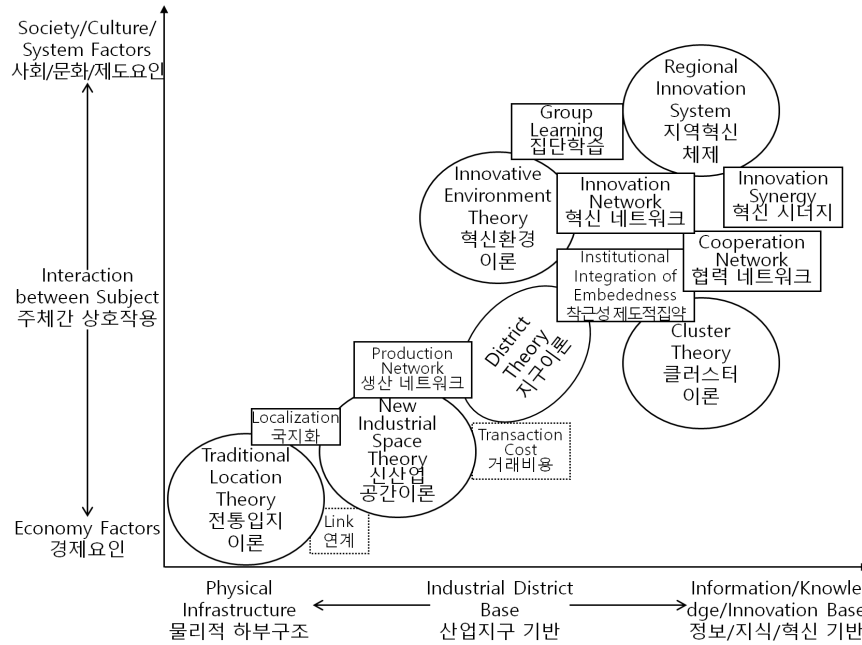 Society/Culture/
System Factors
사회/문화/제도요인
Regional
Innovation
System
지역혁신
체제
Group
Learning
집단학습
Innovative
Environment
Theory
혁신환경
이론
Innovation
Network
혁신 네트워크
Innovation
Synergy
혁신 시너지
Cooperation
Network
협력 네트워크
Institutional
Integration of
Embededness
착근성 제도적집약
Interaction
between Subject
주체간 상호작용
District
Theory
지구이론
Cluster
Theory
클러스터
이론
Production
Network
생산 네트워크
New
Industrial
Space
Theory
신산엽
공간이론
Localization
국지화
Transaction
Cost
거래비용
Traditional
Location
Theory
전통입지
이론
Link
연계
Economy Factors
경제요인
Physical
Infrastructure
물리적 하부구조
Industrial District
Base
산업지구 기반
Information/Knowle
dge/Innovation Base
정보/지식/혁신 기반